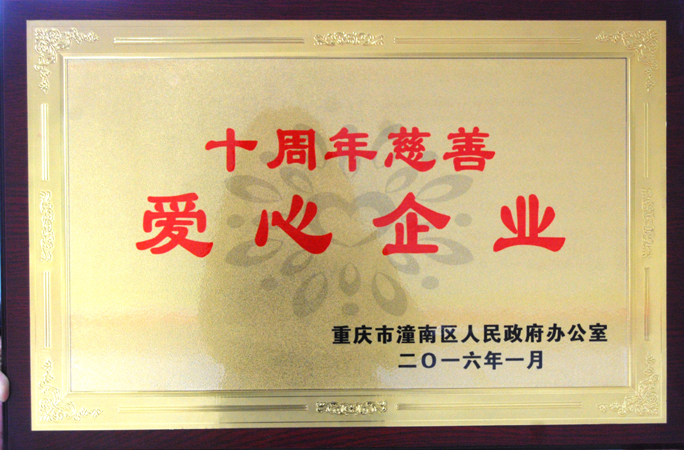 十周年慈善
爱心企业
重庆市潼南区人民政府办公室
二〇一六年一月